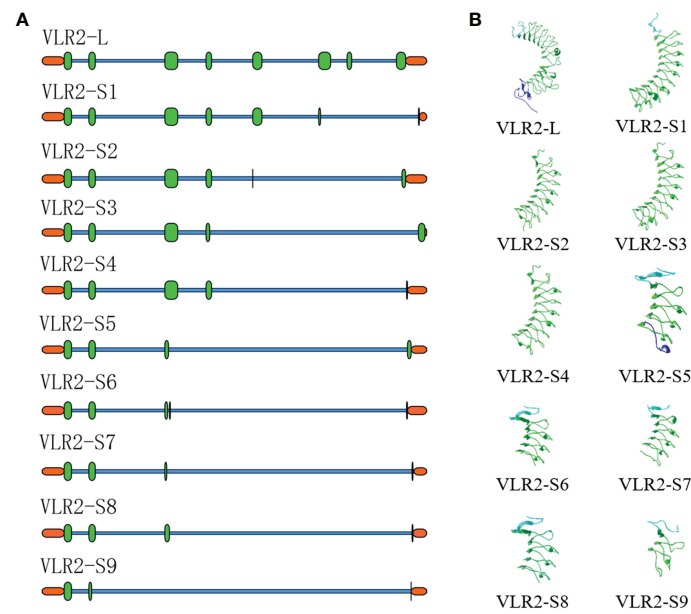 A
VLR2-L
VLR2-S1
VLR2-S2
VLR2-S3
VLR2-S4
VLR2-S5
VLR2-S6
VLR2-S7
VLR2-S8
VLR2-S9
B
VLR2-L VLR2-S1
VLR2-S2 VLR2-S3
VLR2-S4 VLR2-S5
VLR2-S6 VLR2-S7
VLR2-S8 VLR2-S9